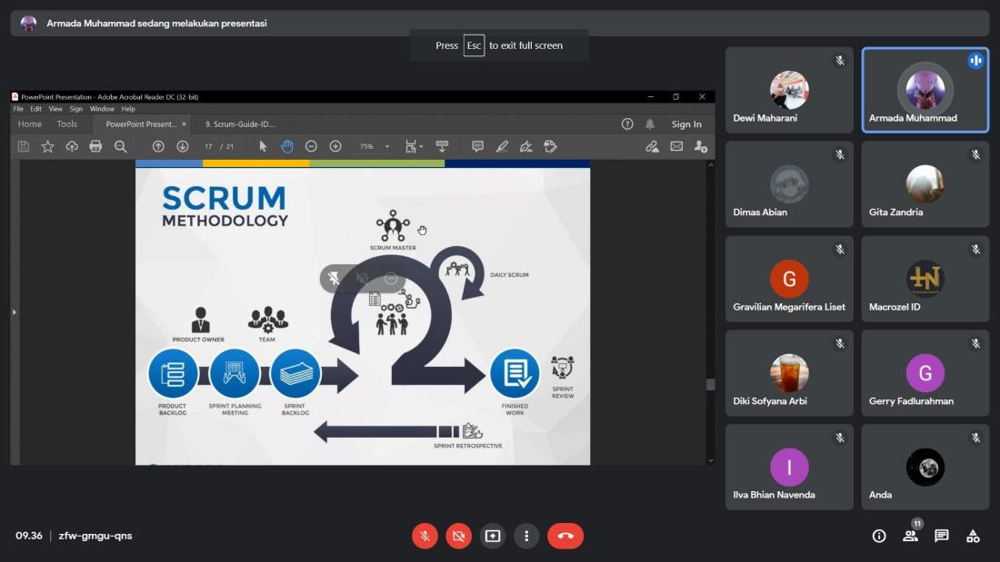 Armada Muhammad sedang melakukan presentasi
Press Esc to exit full screen
PowerPoint Presentation - Adobe Acrobat Reader DC (32-bit)
File Edit View Sign Window Help
Home Tools PowerPoint Present... × 9. Scrum-Guide-ID.... Sign In
17 / 21 75%
SCRUM
METHODOLOGY
SCRUM MASTER
DAILY SCRUM
PRODUCT OWNER
TEAM
PRODUCT
BACKLOG
SPRINT PLANNING
MEETING
SPRINT
BACKLOG
FINISHED
WORK
SPRINT
REVIEW
SPRINT RETROSPECTIVE
Dewi Maharani
Armada Muhammad
Dimas Abian
Gita Zandria
G
Gravilian Megarifera Liset
HN
Macrozel ID
Diki Sofyana Arbi
G
Gerry Fadlurahman
I
Ilva Bhian Navenda
Anda
09.36 | zfw-gmgu-qns
11